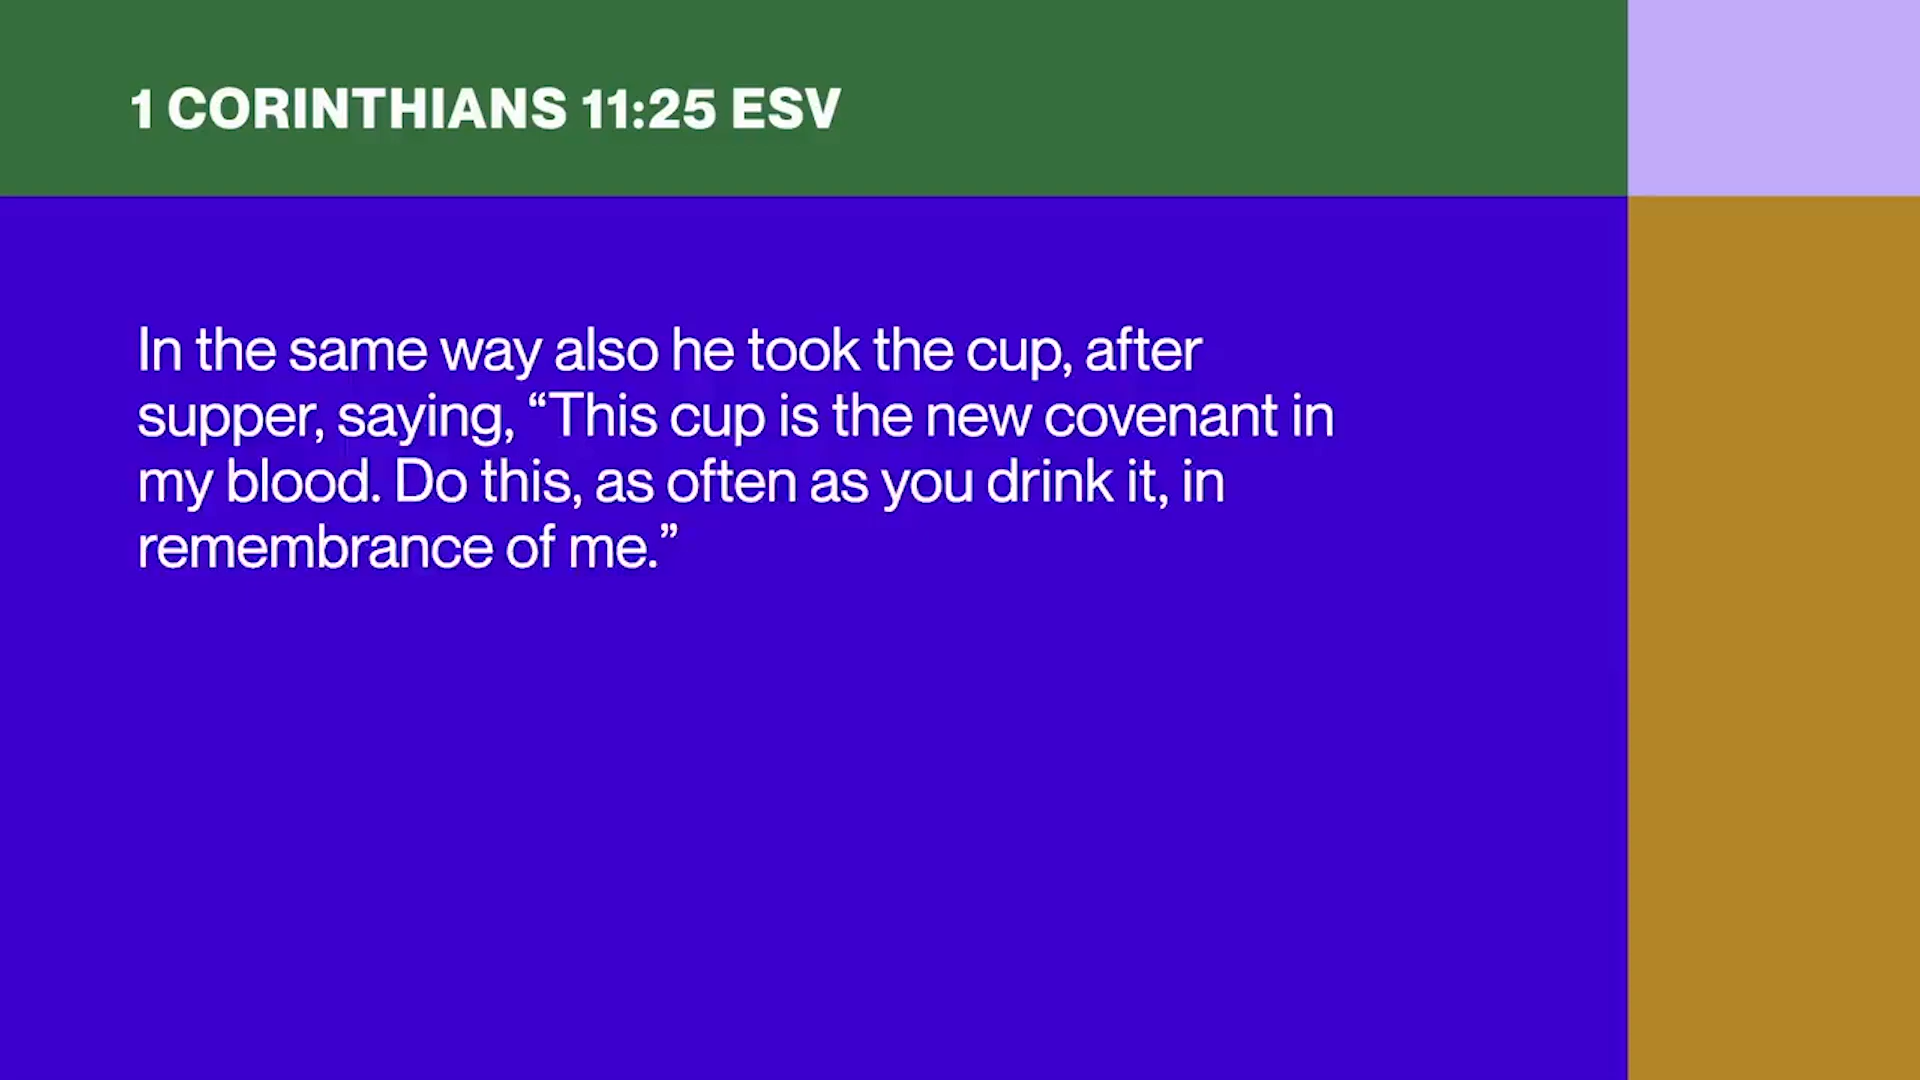 1 CORINTHIANS 11:25 ESV
In the same way also he took the cup, after
supper, saying, “This cup is the new covenant in
my blood. Do this, as often as you drink it, in
remembrance of me.”